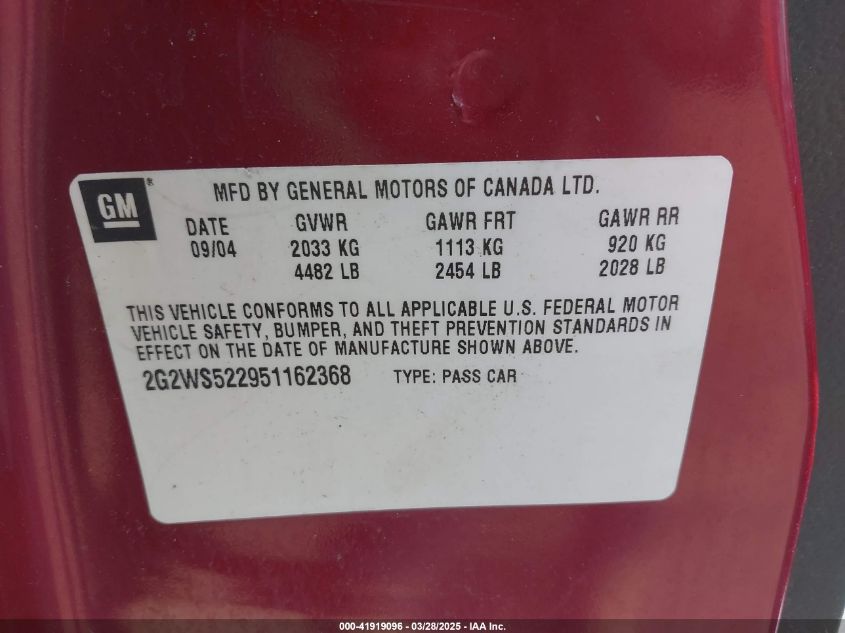 GM®
MFD BY GENERAL MOTORS OF CANADA LTD.
DATE GVWR GAWR FRT GAWR RR
09/04 2033 KG 1113 KG 920 KG
4482 LB 2454 LB 2028 LB
THIS VEHICLE CONFORMS TO ALL APPLICABLE U.S. FEDERAL MOTOR
VEHICLE SAFETY, BUMPER, AND THEFT PREVENTION STANDARDS IN
EFFECT ON THE DATE OF MANUFACTURE SHOWN ABOVE.
2G2WS522951162368 TYPE: PASS CAR
000-41919096 - 03/28/2025 - IAA Inc.